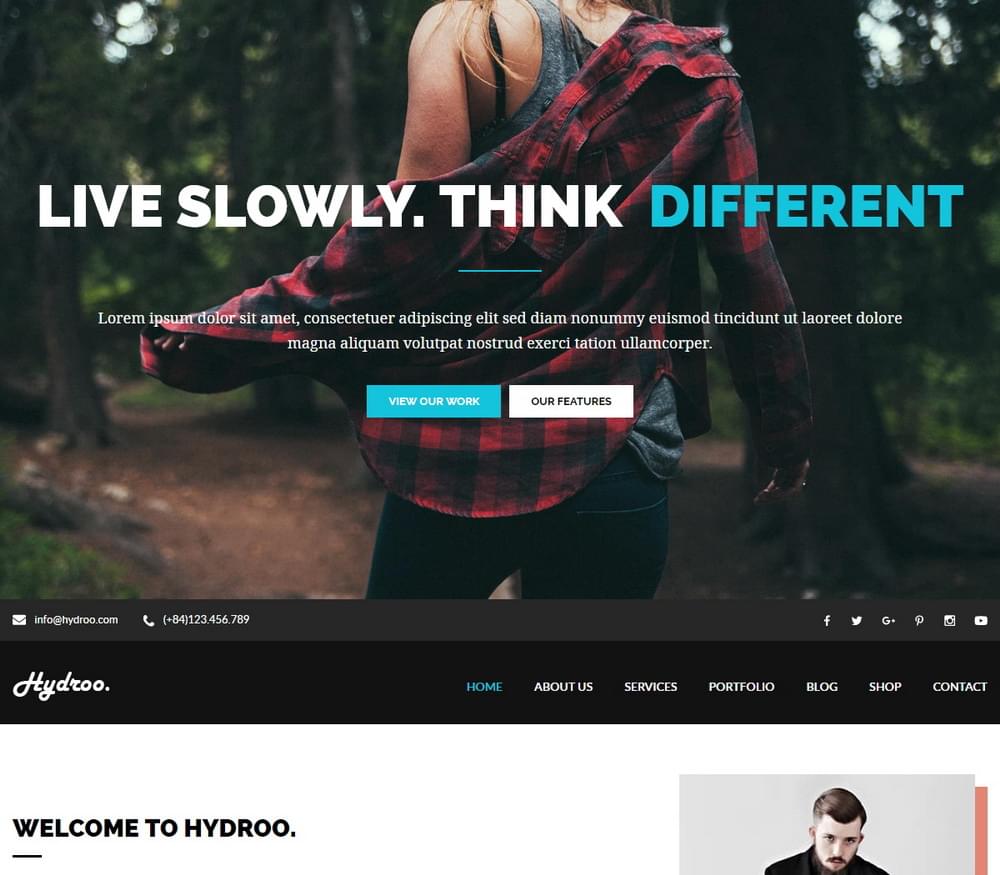 LIVE SLOWLY. THINK DIFFERENT
Lorem ipsum dolor sit amet, consectetuer adipiscing elit sed diam nonummy euismod tincidunt ut laoreet dolore
magna aliquam volutpat nostrud exerci tation ullamcorper.
VIEW OUR WORK OUR FEATURES
info@hydroo.com (+84)123.456.789
Hydroo. HOME ABOUT US SERVICES PORTFOLIO BLOG SHOP CONTACT
WELCOME TO HYDROO.